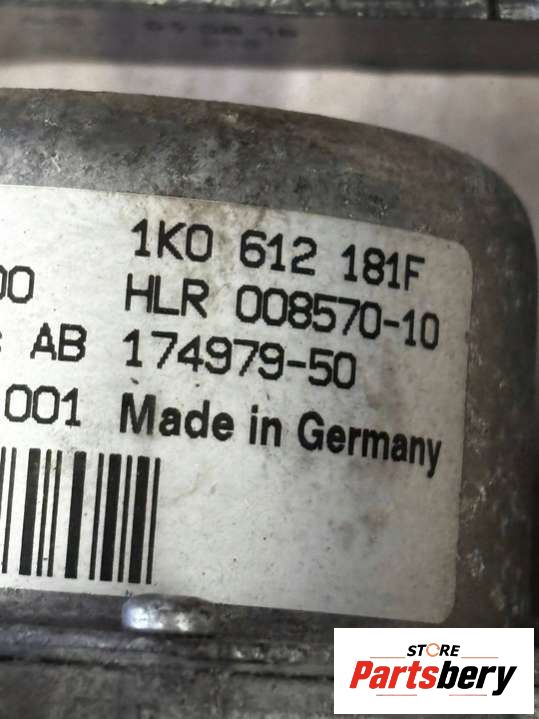 1K0 612 181F
00 HLR 008570-10
AB 174979-50
001 Made in Germany
STORE
Partsbery